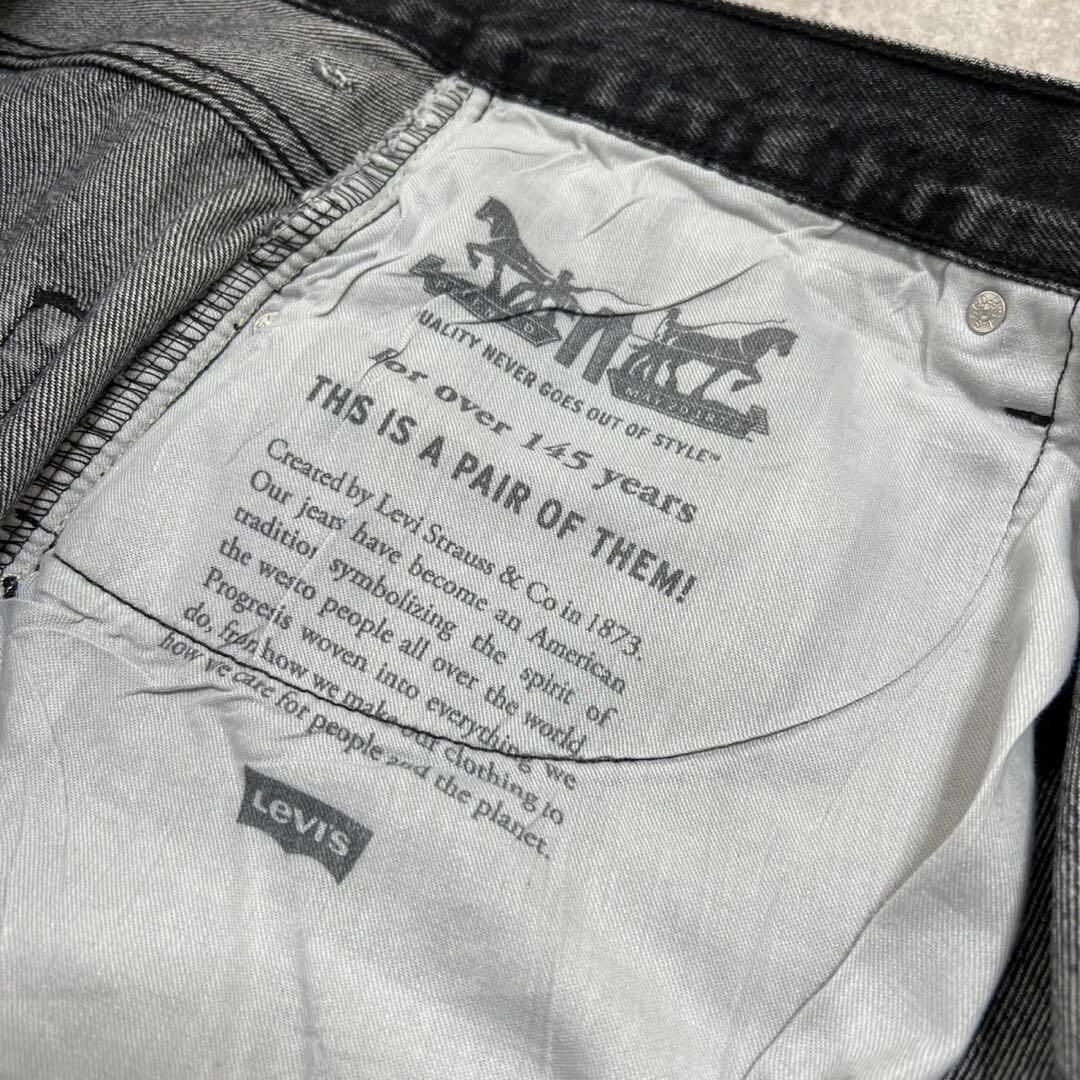 UALITY NEVER GOES OUT OF STYLE™
For over 145 years
THIS IS A PAIR OF THEM!
Created by Levi Strauss & Co in 1873.
Our jeans have become an American
tradition symbolizing the spirit of
the west to people all over the world.
Progress is woven into everything we
do, from how we make our clothing to
how we care for people and the planet.
LEVI'S